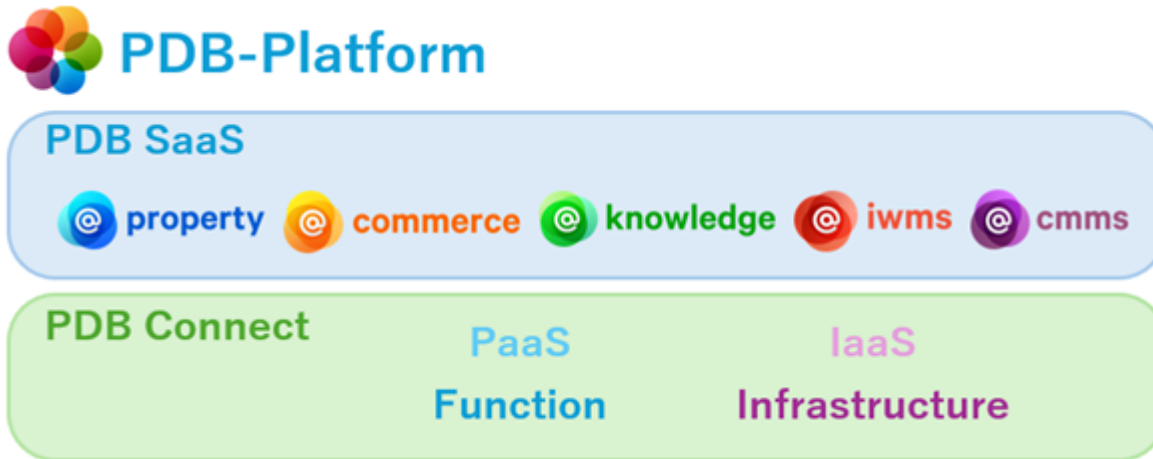 PDB-Platform
PDB SaaS
@ property @ commerce @ knowledge @ iwms @ cmms
PDB Connect
PaaS IaaS
Function Infrastructure